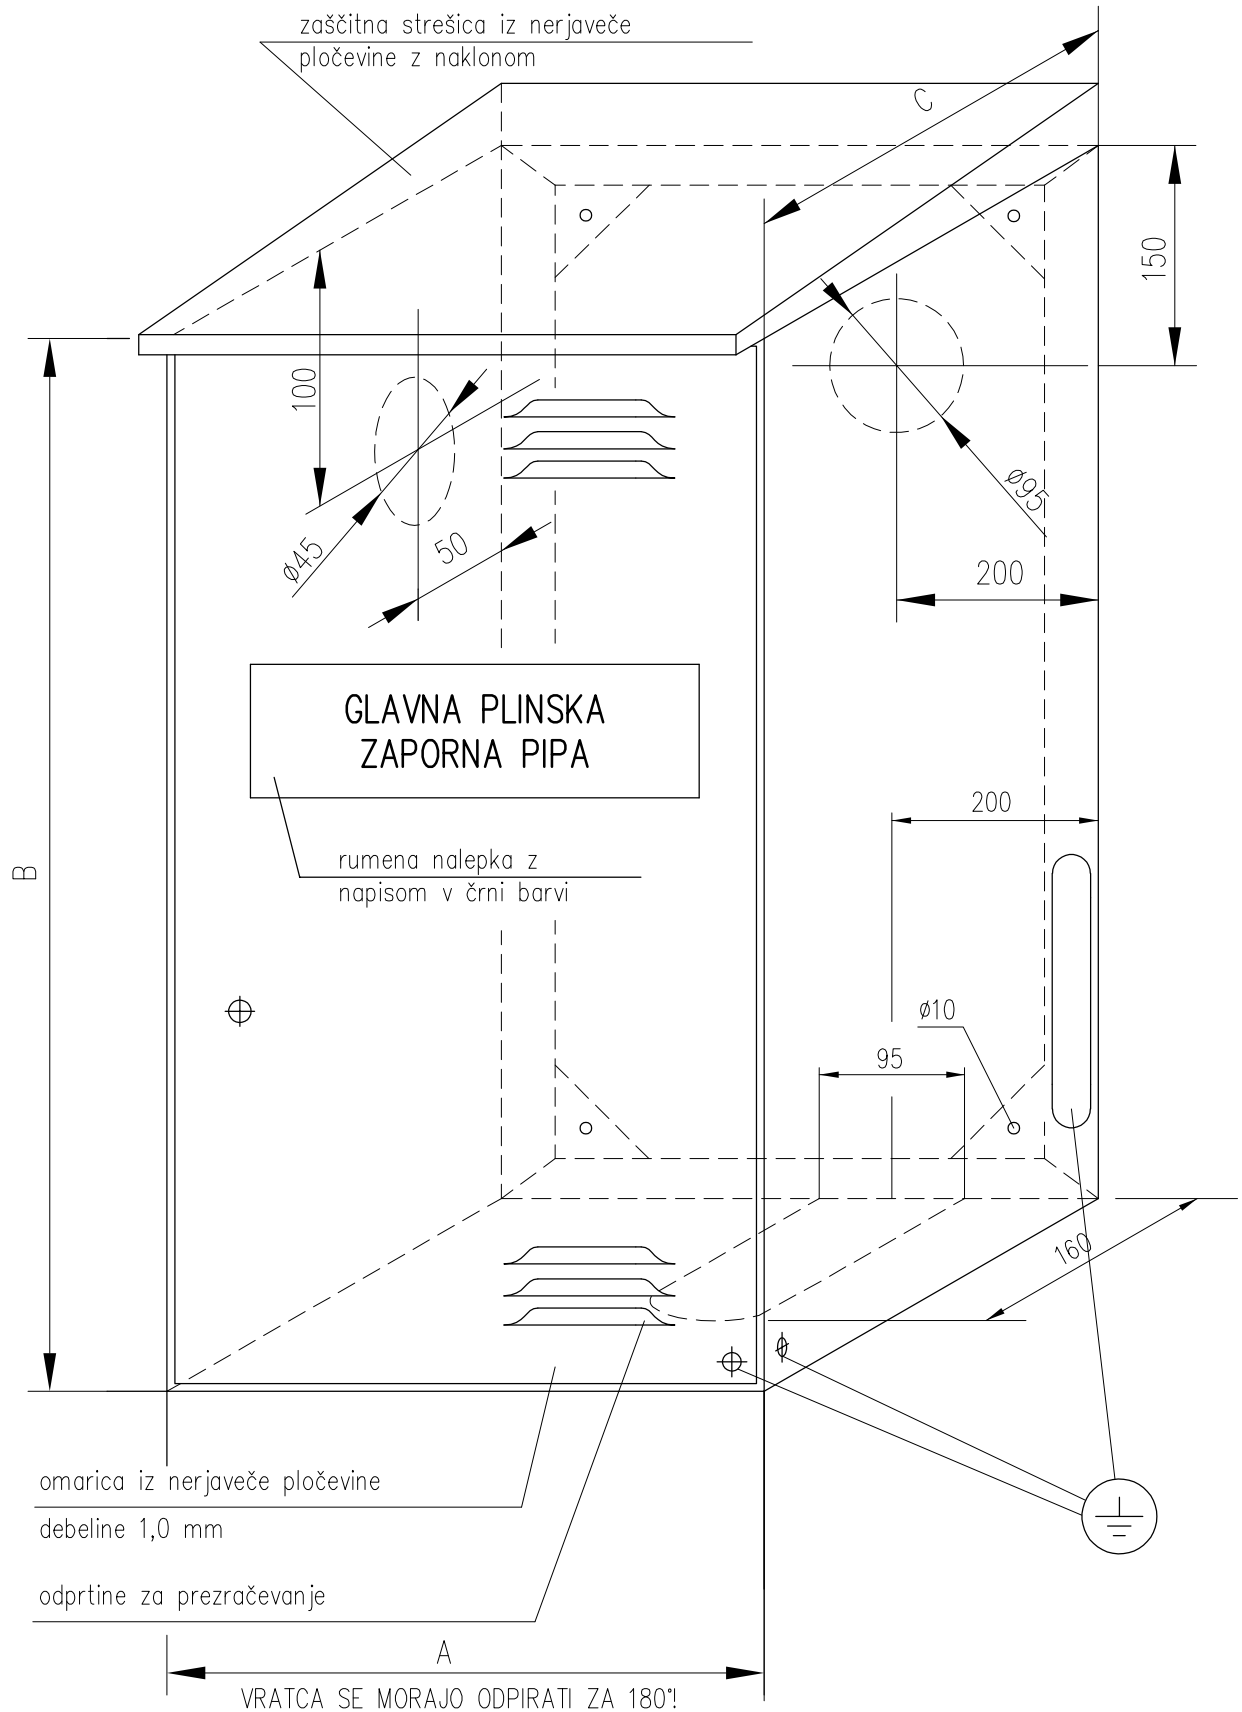 zaščitna strešica iz nerjaveče
pločevine z naklonom
C
150
100
ø45
50
ø95
200
GLAVNA PLINSKA
ZAPORNA PIPA
200
rumena nalepka z
napisom v črni barvi
B
ø10
95
160
omarica iz nerjaveče pločevine
debeline 1,0 mm
odprtine za prezračevanje
A
VRATCA SE MORAJO ODPIRATI ZA 180°!